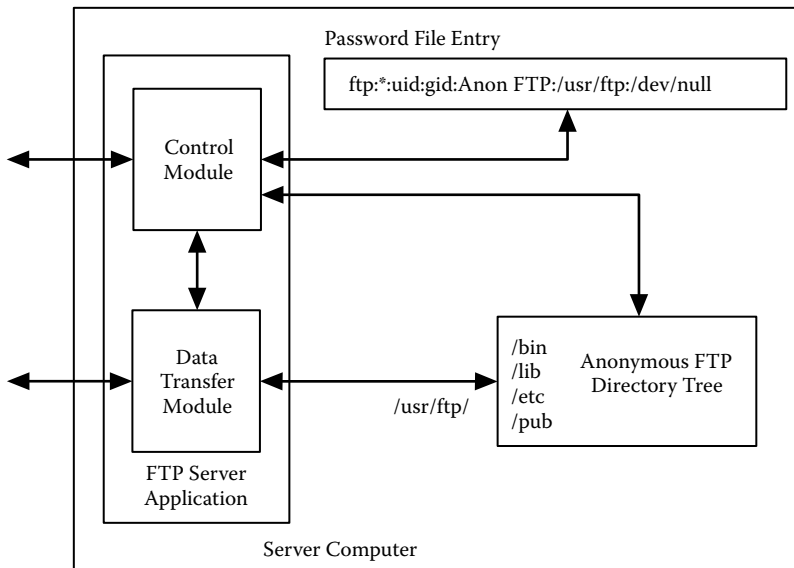 Password File Entry
ftp:*:uid:gid:Anon FTP:/usr/ftp:/dev/null
Control
Module
Data
Transfer
Module
/usr/ftp/
/bin
/lib
/etc
/pub
Anonymous FTP
Directory Tree
FTP Server
Application
Server Computer